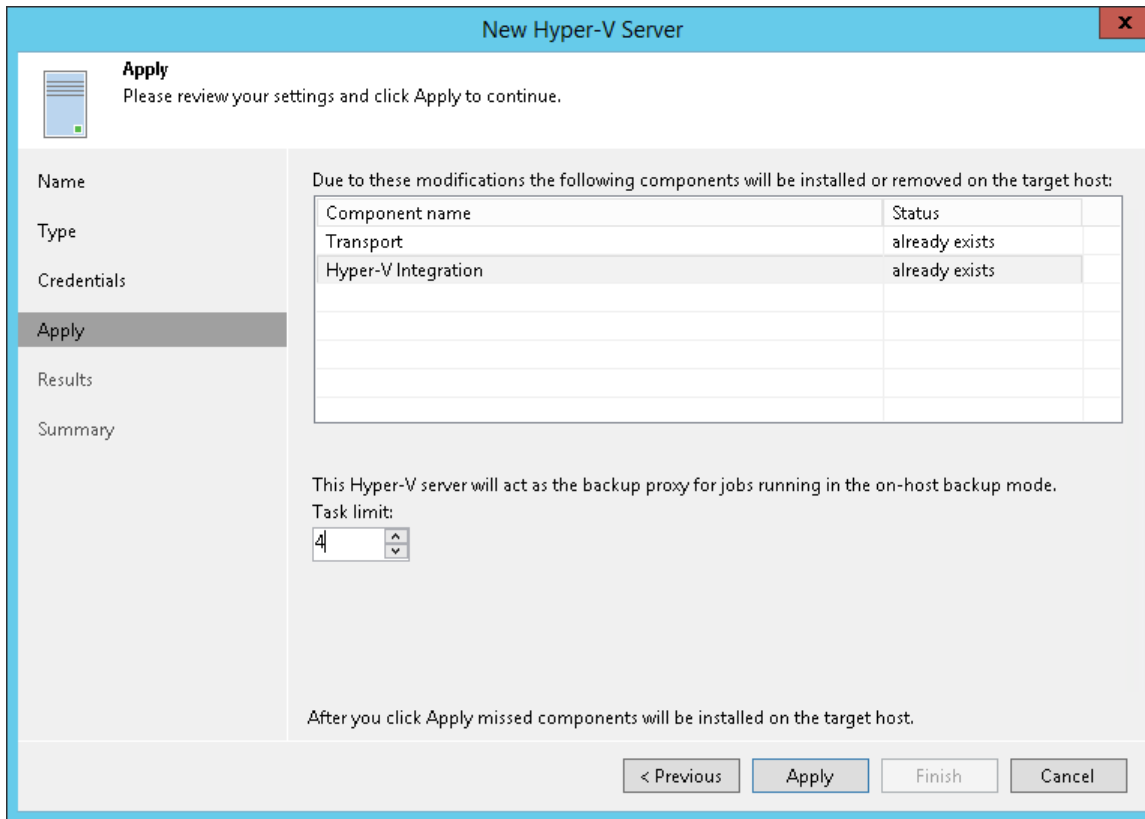 New Hyper-V Server
x
Apply
Please review your settings and click Apply to continue.
Name
Type
Credentials
Apply
Results
Summary
Due to these modifications the following components will be installed or removed on the target host:
Component name Status
Transport already exists
Hyper-V Integration already exists
This Hyper-V server will act as the backup proxy for jobs running in the on-host backup mode.
Task limit:
4
After you click Apply missed components will be installed on the target host.
< Previous Apply Finish Cancel